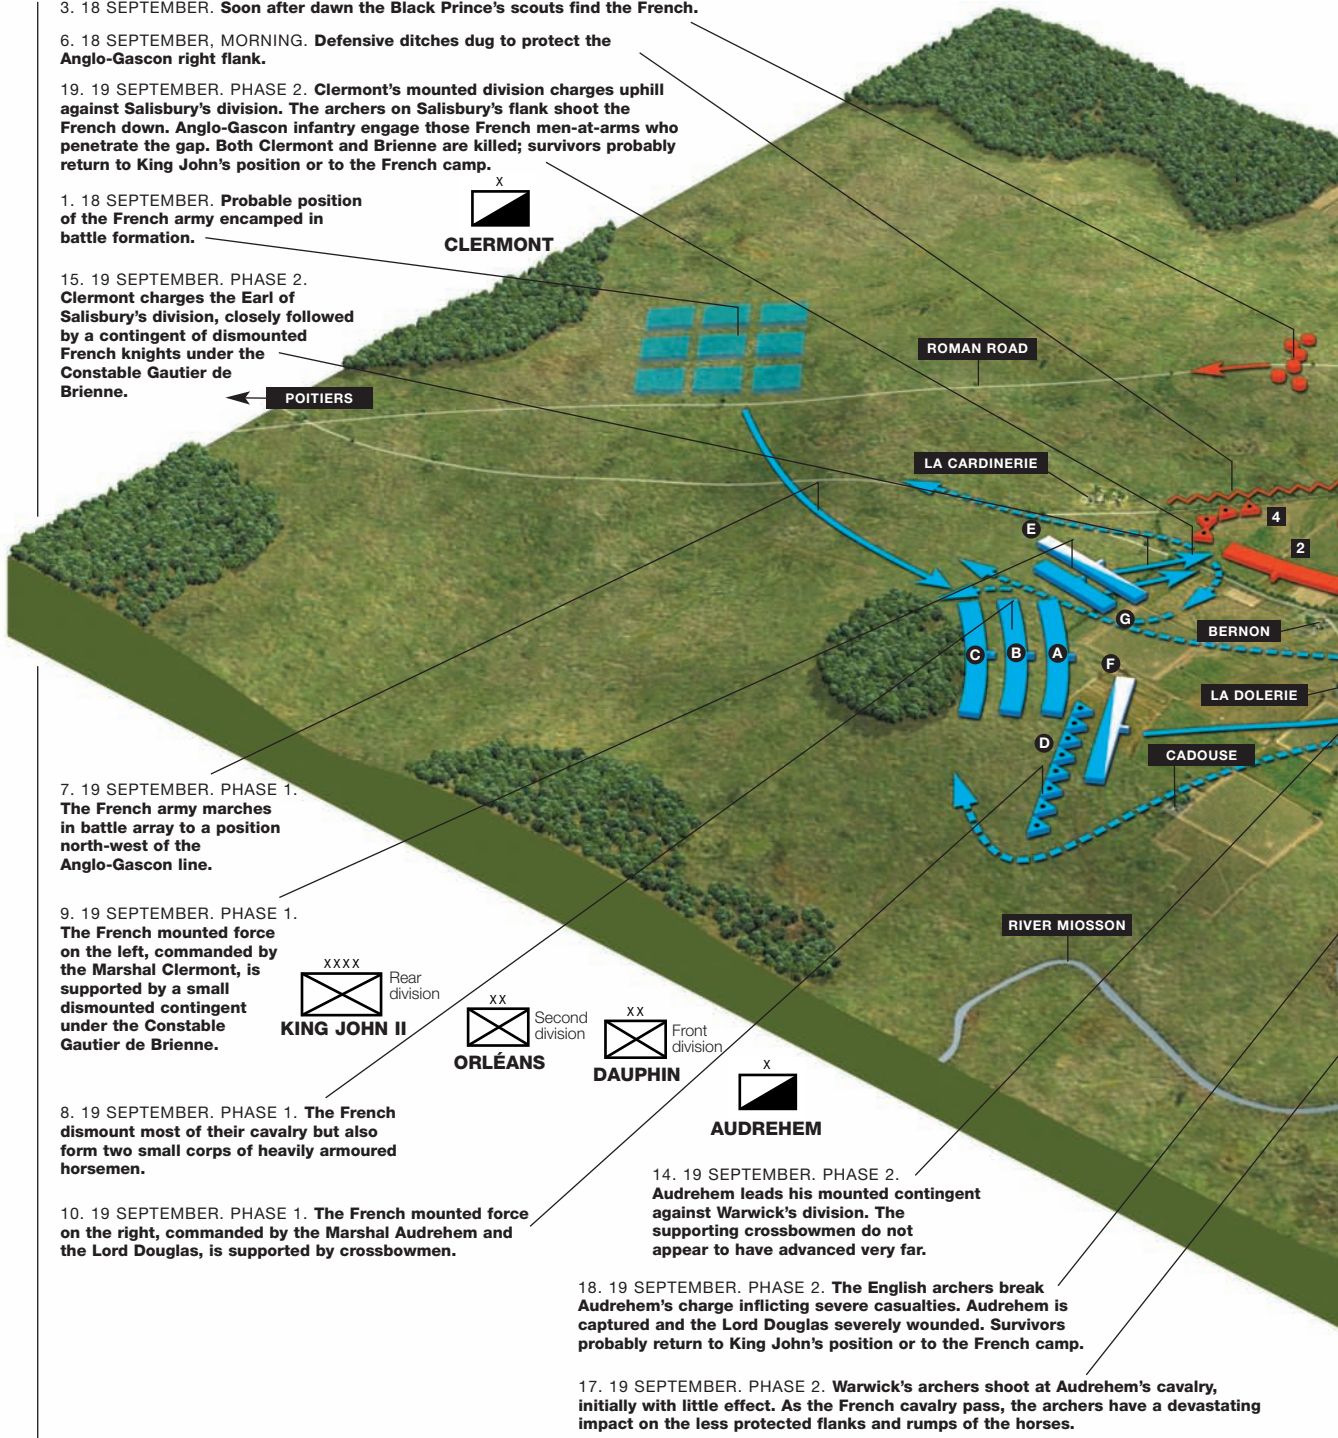 3. 18 SEPTEMBER. Soon after dawn the Black Prince's scouts find the French.
6. 18 SEPTEMBER, MORNING. Defensive ditches dug to protect the
Anglo-Gascon right flank.
19. 19 SEPTEMBER. PHASE 2. Clermont's mounted division charges uphill
against Salisbury's division. The archers on Salisbury's flank shoot the
French down. Anglo-Gascon infantry engage those French men-at-arms who
penetrate the gap. Both Clermont and Brienne are killed; survivors probably
return to King John's position or to the French camp.
X
CLERMONT
1. 18 SEPTEMBER. Probable position
of the French army encamped in
battle formation.
15. 19 SEPTEMBER. PHASE 2.
Clermont charges the Earl of
Salisbury's division, closely followed
by a contingent of dismounted
French knights under the
Constable Gautier de
Brienne.
POITIERS
ROMAN ROAD
LA CARDINERIE
4
E
2
G
BERNON
C
B
A
F
LA DOLERIE
D
CADOUSE
RIVER MIOSSON
7. 19 SEPTEMBER. PHASE 1.
The French army marches
in battle array to a position
north-west of the
Anglo-Gascon line.
9. 19 SEPTEMBER. PHASE 1.
The French mounted force
on the left, commanded by
the Marshal Clermont, is
supported by a small
dismounted contingent
under the Constable
Gautier de Brienne.
XXXX
Rear
division
KING JOHN II
XX
Second
division
ORLÉANS
XX
Front
division
DAUPHIN
X
AUDREHEM
8. 19 SEPTEMBER. PHASE 1. The French
dismount most of their cavalry but also
form two small corps of heavily armoured
horsemen.
10. 19 SEPTEMBER. PHASE 1. The French mounted force
on the right, commanded by the Marshal Audrehem and
the Lord Douglas, is supported by crossbowmen.
14. 19 SEPTEMBER. PHASE 2.
Audrehem leads his mounted contingent
against Warwick's division. The
supporting crossbowmen do not
appear to have advanced very far.
18. 19 SEPTEMBER. PHASE 2. The English archers break
Audrehem's charge inflicting severe casualties. Audrehem is
captured and the Lord Douglas severely wounded. Survivors
probably return to King John's position or to the French camp.
17. 19 SEPTEMBER. PHASE 2. Warwick's archers shoot at Audrehem's cavalry,
initially with little effect. As the French cavalry pass, the archers have a devastating
impact on the less protected flanks and rumps of the horses.